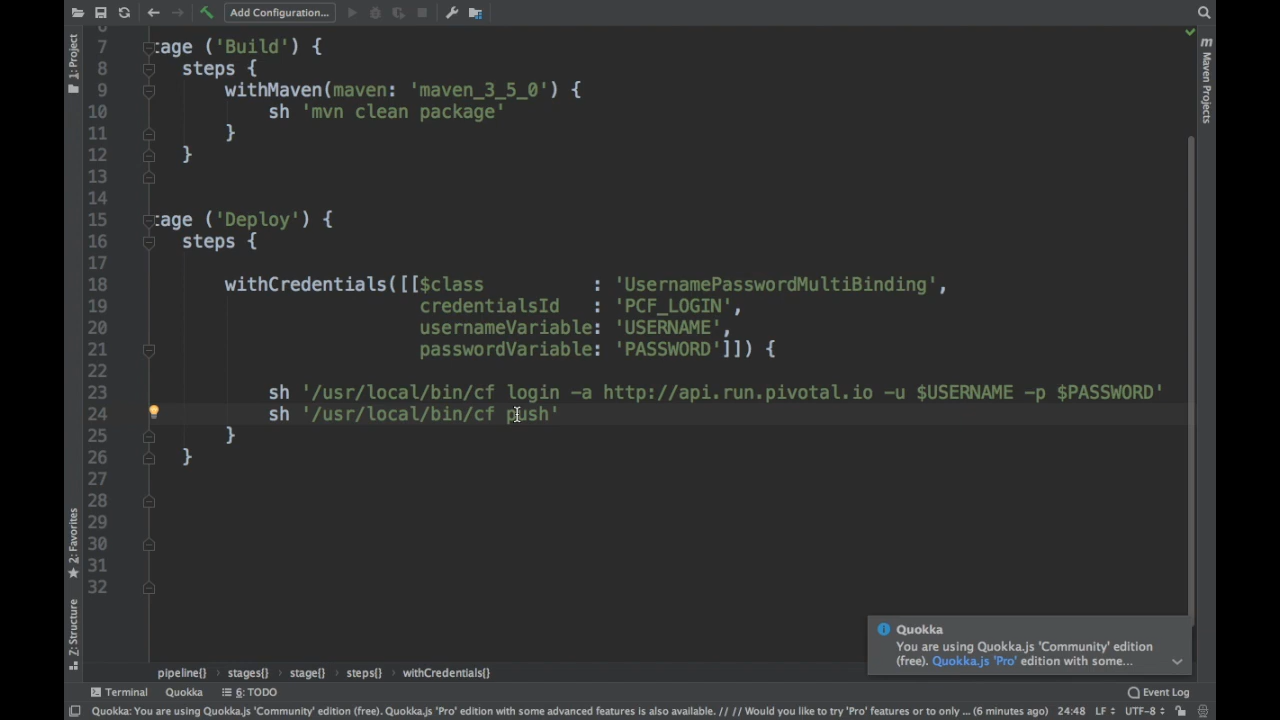 Add Configuration...
1: Project
Maven Projects
7 tage ('Build') {
8 steps {
9 withMaven(maven: 'maven_3_5_0') {
10 sh 'mvn clean package'
11 }
12 }
13
14
15 tage ('Deploy') {
16 steps {
17
18 withCredentials([[$class : 'UsernamePasswordMultiBinding',
19 credentialsId : 'PCF_LOGIN',
20 usernameVariable: 'USERNAME',
21 passwordVariable: 'PASSWORD']]) {
22
23 sh '/usr/local/bin/cf login -a http://api.run.pivotal.io -u $USERNAME -p $PASSWORD'
24 sh '/usr/local/bin/cf push'
25 }
26 }
27
28
29
30
31
32
2: Favorites
Z: Structure
Quokka
You are using Quokka.js 'Community' edition
(free). Quokka.js 'Pro' edition with some...
pipeline{} › stages{} › stage{} › steps{} › withCredentials{}
Terminal Quokka 6: TODO Event Log
Quokka: You are using Quokka.js 'Community' edition (free). Quokka.js 'Pro' edition with some advanced features is also available. // // Would you like to try 'Pro' features or to only ... (6 minutes ago) 24:48 LF UTF-8